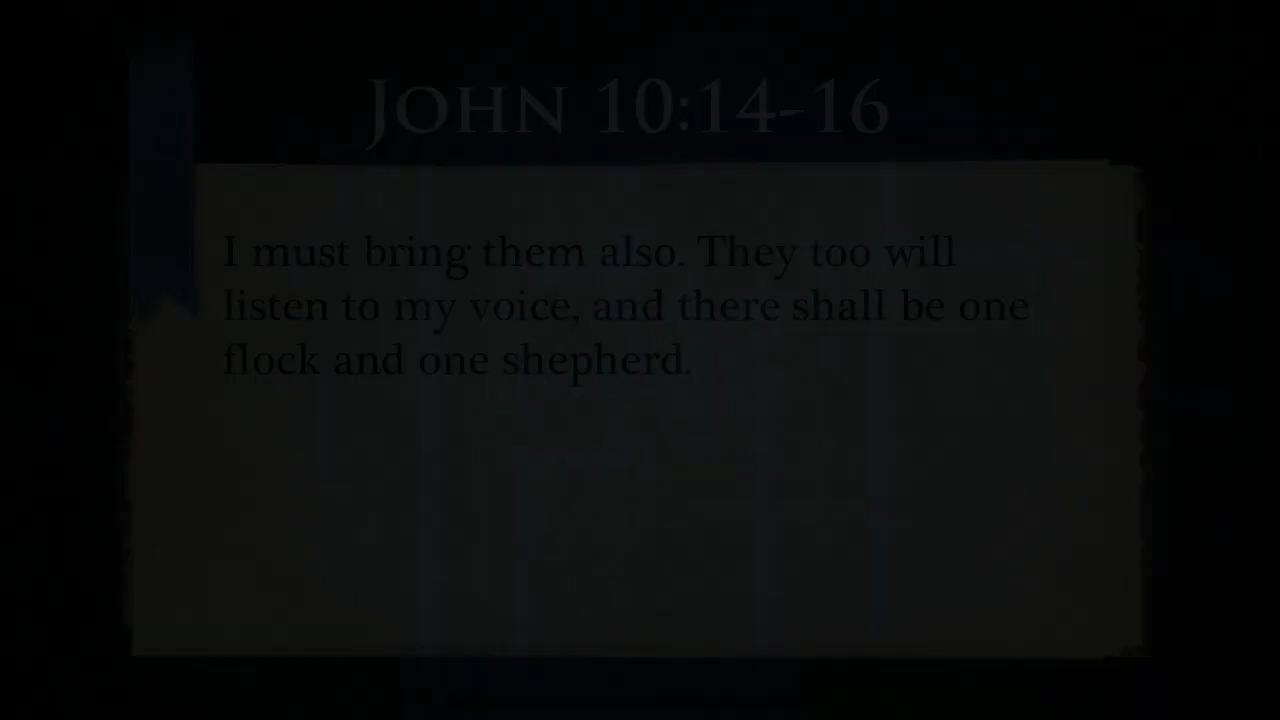 John 10:14-16
I must bring them also. They too will
listen to my voice, and there shall be one
flock and one shepherd.